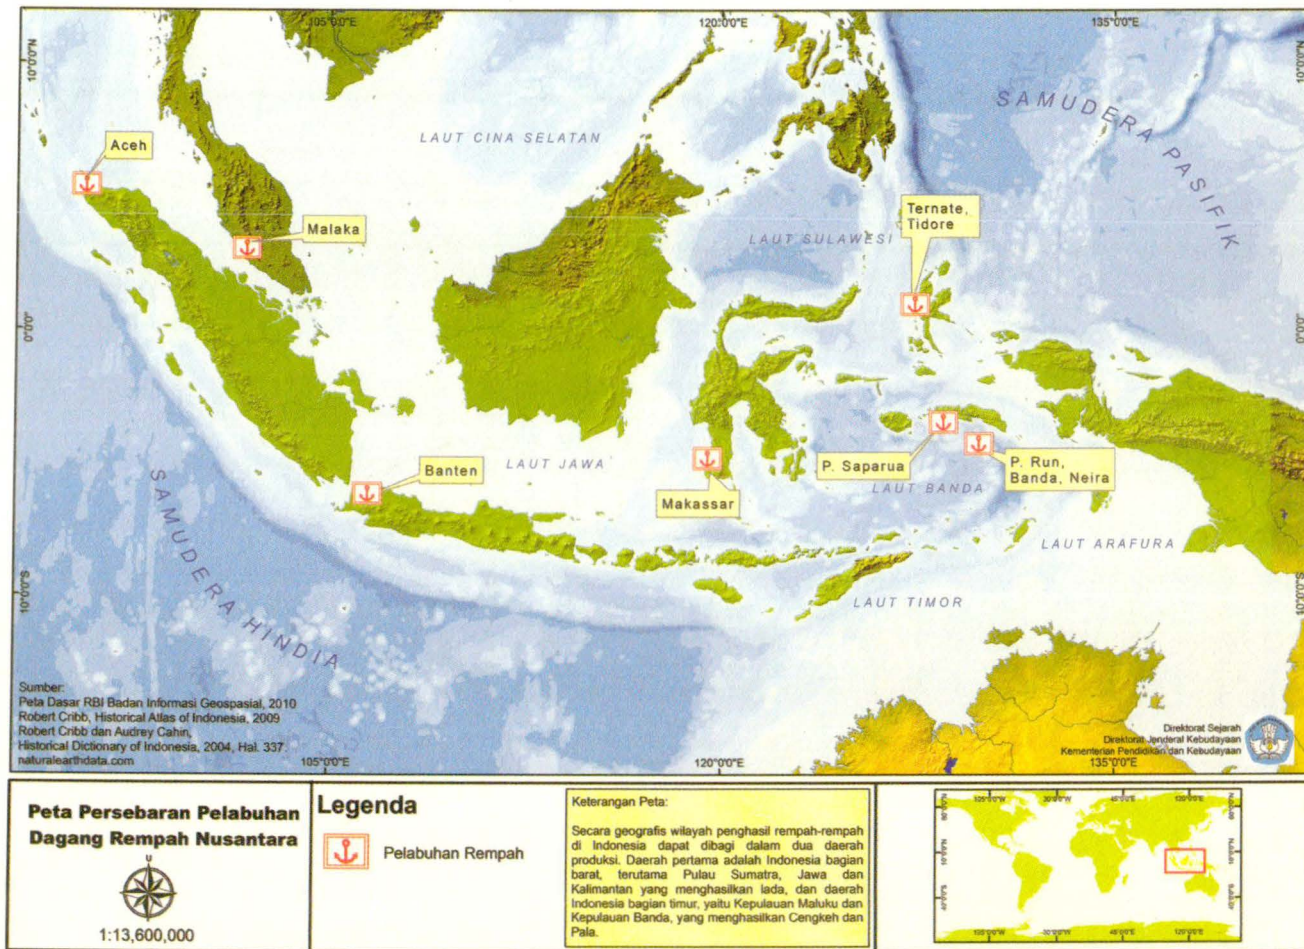 105°0'0"E
120°0'0"E
135°0'0"E
10°0'0"N
10°0'0"N
SAMUDERA PASIFIK
LAUT CINA SELATAN
Aceh
Malaka
Ternate,
Tidore
LAUT SULAWESI
0°0'0"
0°0'0"
P. Saparua
P. Run,
Banda, Neira
Banten
LAUT JAWA
Makassar
LAUT BANDA
LAUT ARAFURA
SAMUDERA HINDIA
10°0'0"S
10°0'0"S
LAUT TIMOR
Sumber:
Peta Dasar RBI Badan Informasi Geospasial, 2010
Robert Cribb, Historical Atlas of Indonesia, 2009
Robert Cribb dan Audrey Cahin,
Historical Dictionary of Indonesia, 2004, Hal. 337.
naturalearthdata.com
Direktorat Sejarah
Direktorat Jenderal Kebudayaan
Kementerian Pendidikan dan Kebudayaan
105°0'0"E
120°0'0"E
135°0'0"E
Peta Persebaran Pelabuhan
Dagang Rempah Nusantara
U
1:13,600,000
Legenda
Pelabuhan Rempah
Keterangan Peta:
Secara geografis wilayah penghasil rempah-rempah
di Indonesia dapat dibagi dalam dua daerah
produksi. Daerah pertama adalah Indonesia bagian
barat, terutama Pulau Sumatra, Jawa dan
Kalimantan yang menghasilkan lada, dan daerah
Indonesia bagian timur, yaitu Kepulauan Maluku dan
Kepulauan Banda, yang menghasilkan Cengkeh dan
Pala.